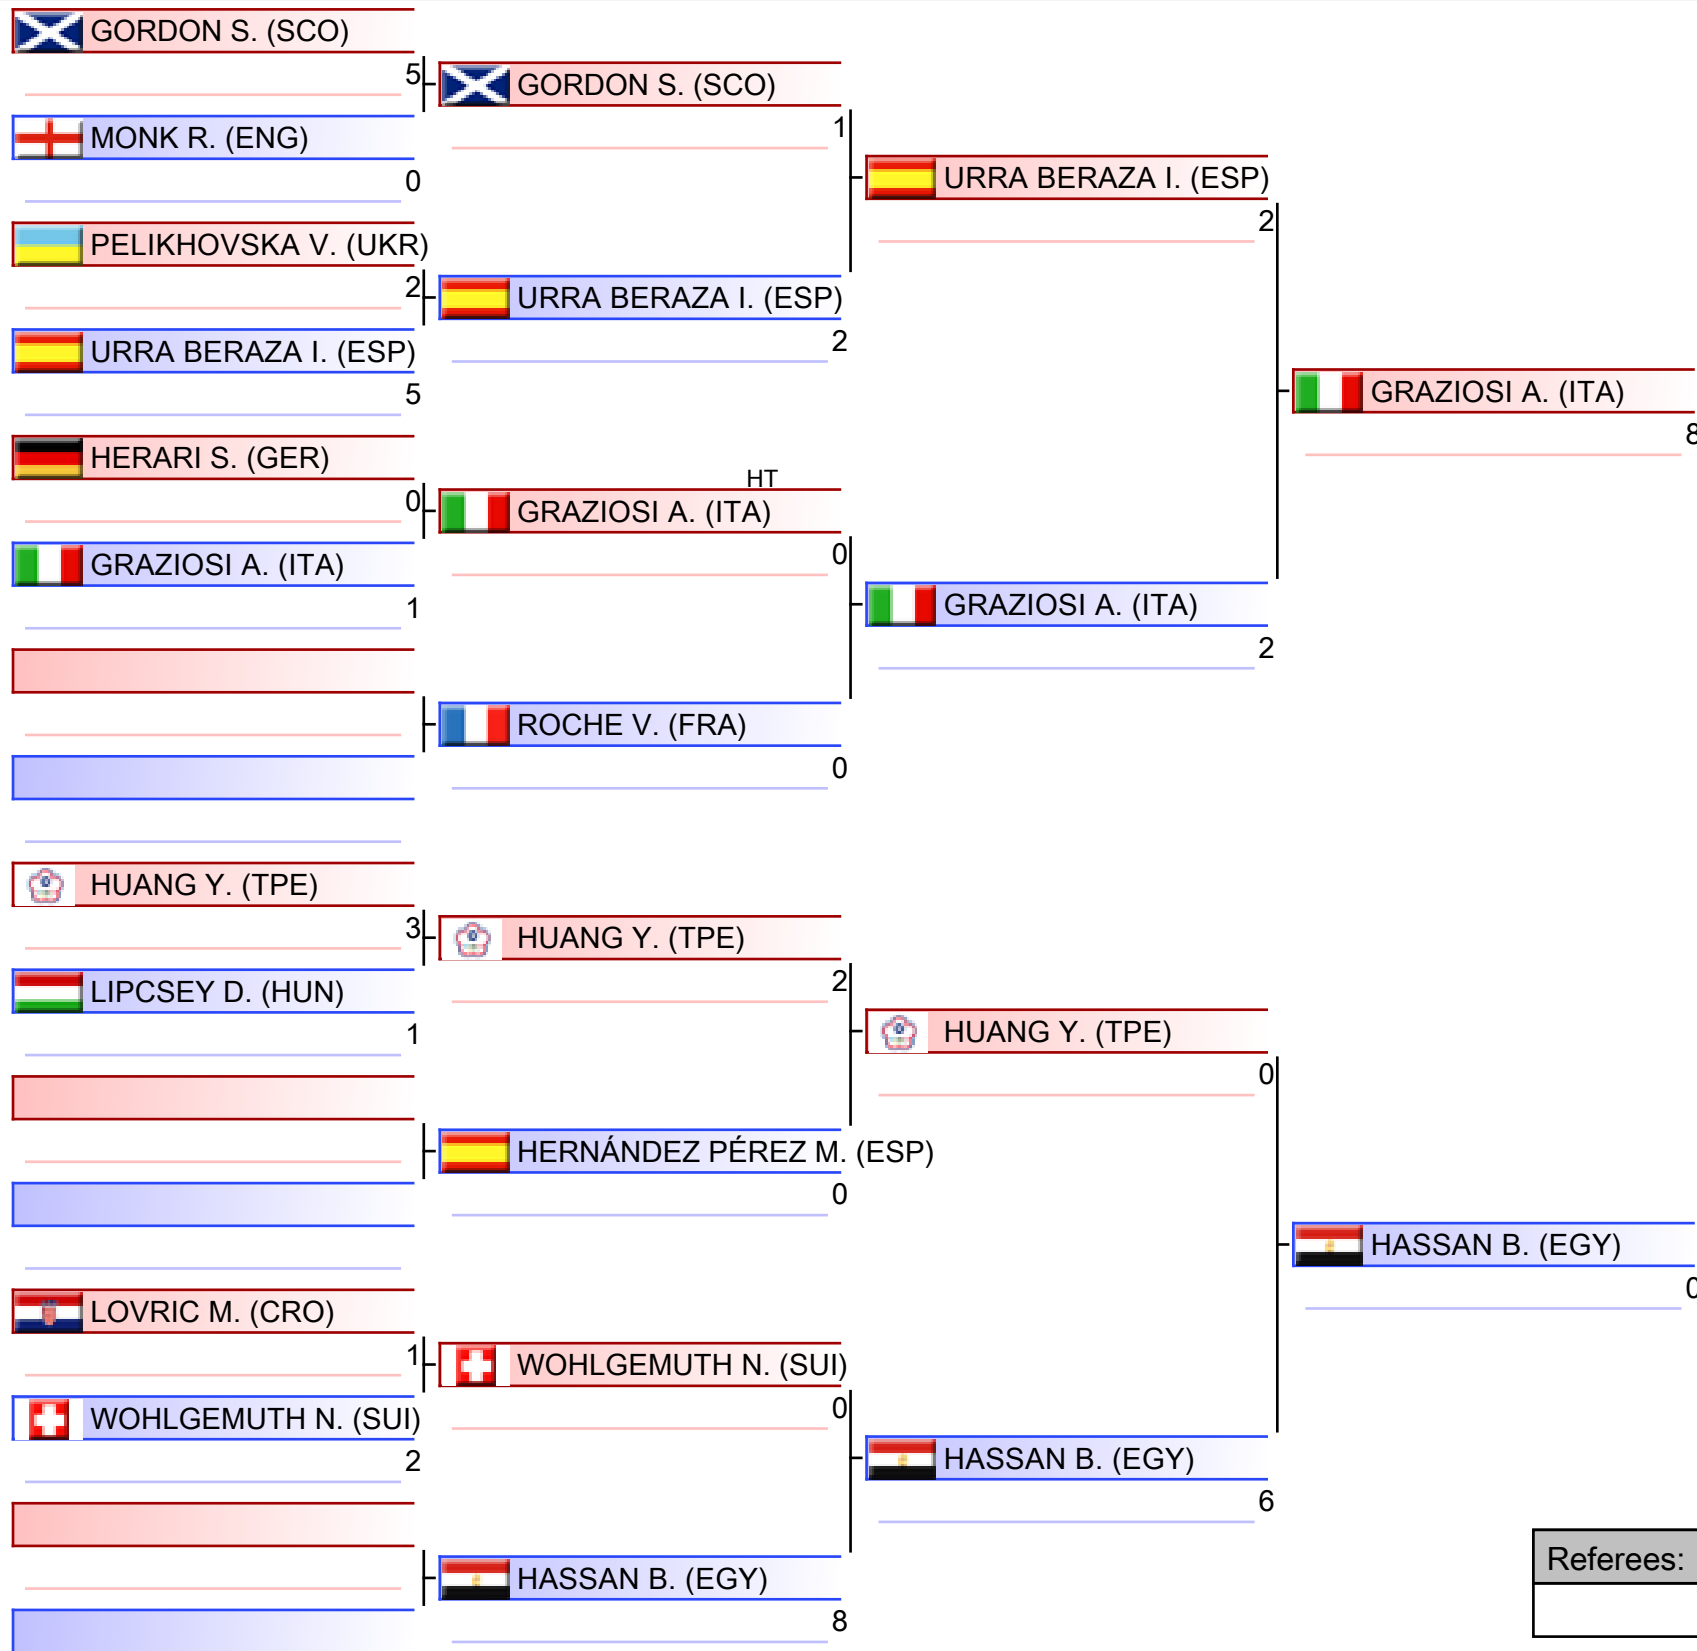 GORDON S. (SCO)
5
MONK R. (ENG)
0
PELIKHOVSKA V. (UKR)
2
URRA BERAZA I. (ESP)
5
HERARI S. (GER)
0
GRAZIOSI A. (ITA)
1
HUANG Y. (TPE)
3
LIPCSEY D. (HUN)
1
LOVRIC M. (CRO)
1
WOHLGEMUTH N. (SUI)
2
GORDON S. (SCO)
1
URRA BERAZA I. (ESP)
2
HT
GRAZIOSI A. (ITA)
0
ROCHE V. (FRA)
0
HUANG Y. (TPE)
2
HERNÁNDEZ PÉREZ M. (ESP)
0
WOHLGEMUTH N. (SUI)
0
HASSAN B. (EGY)
8
URRA BERAZA I. (ESP)
2
GRAZIOSI A. (ITA)
2
HUANG Y. (TPE)
0
HASSAN B. (EGY)
6
GRAZIOSI A. (ITA)
8
HASSAN B. (EGY)
0
Referees: